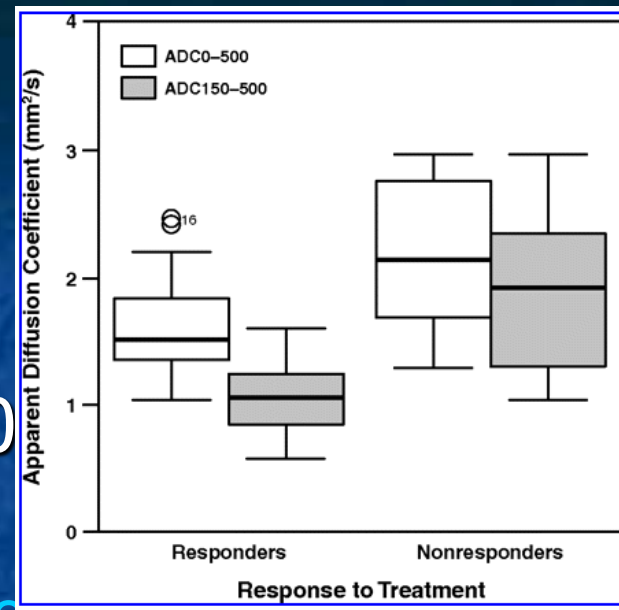 4
ADC0–500
ADC150–500
3
16
2
1
0
Apparent Diffusion Coefficient (mm²/s)
Responders
Nonresponders
Response to Treatment